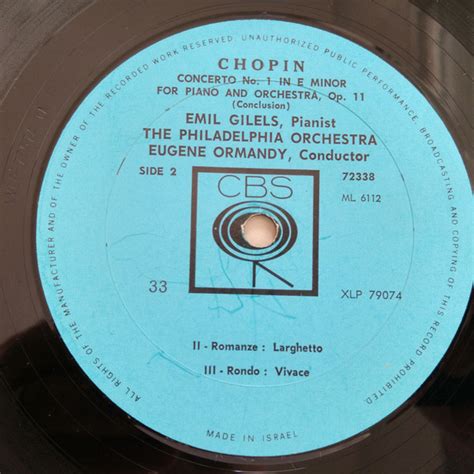 ALL RIGHTS OF THE MANUFACTURER AND OF THE OWNER OF THE RECORDED WORK RESERVED. UNAUTHORIZED PUBLIC PERFORMANCE, BROADCASTING AND COPYING OF THIS RECORD PROHIBITED
CHOPIN
CONCERTO No. 1 IN E MINOR
FOR PIANO AND ORCHESTRA, Op. 11
(Conclusion)
EMIL GILELS, Pianist
THE PHILADELPHIA ORCHESTRA
EUGENE ORMANDY, Conductor
SIDE 2
72338
CBS
ML 6112
33
XLP 79074
II - Romanze : Larghetto
III - Rondo : Vivace
MADE IN ISRAEL